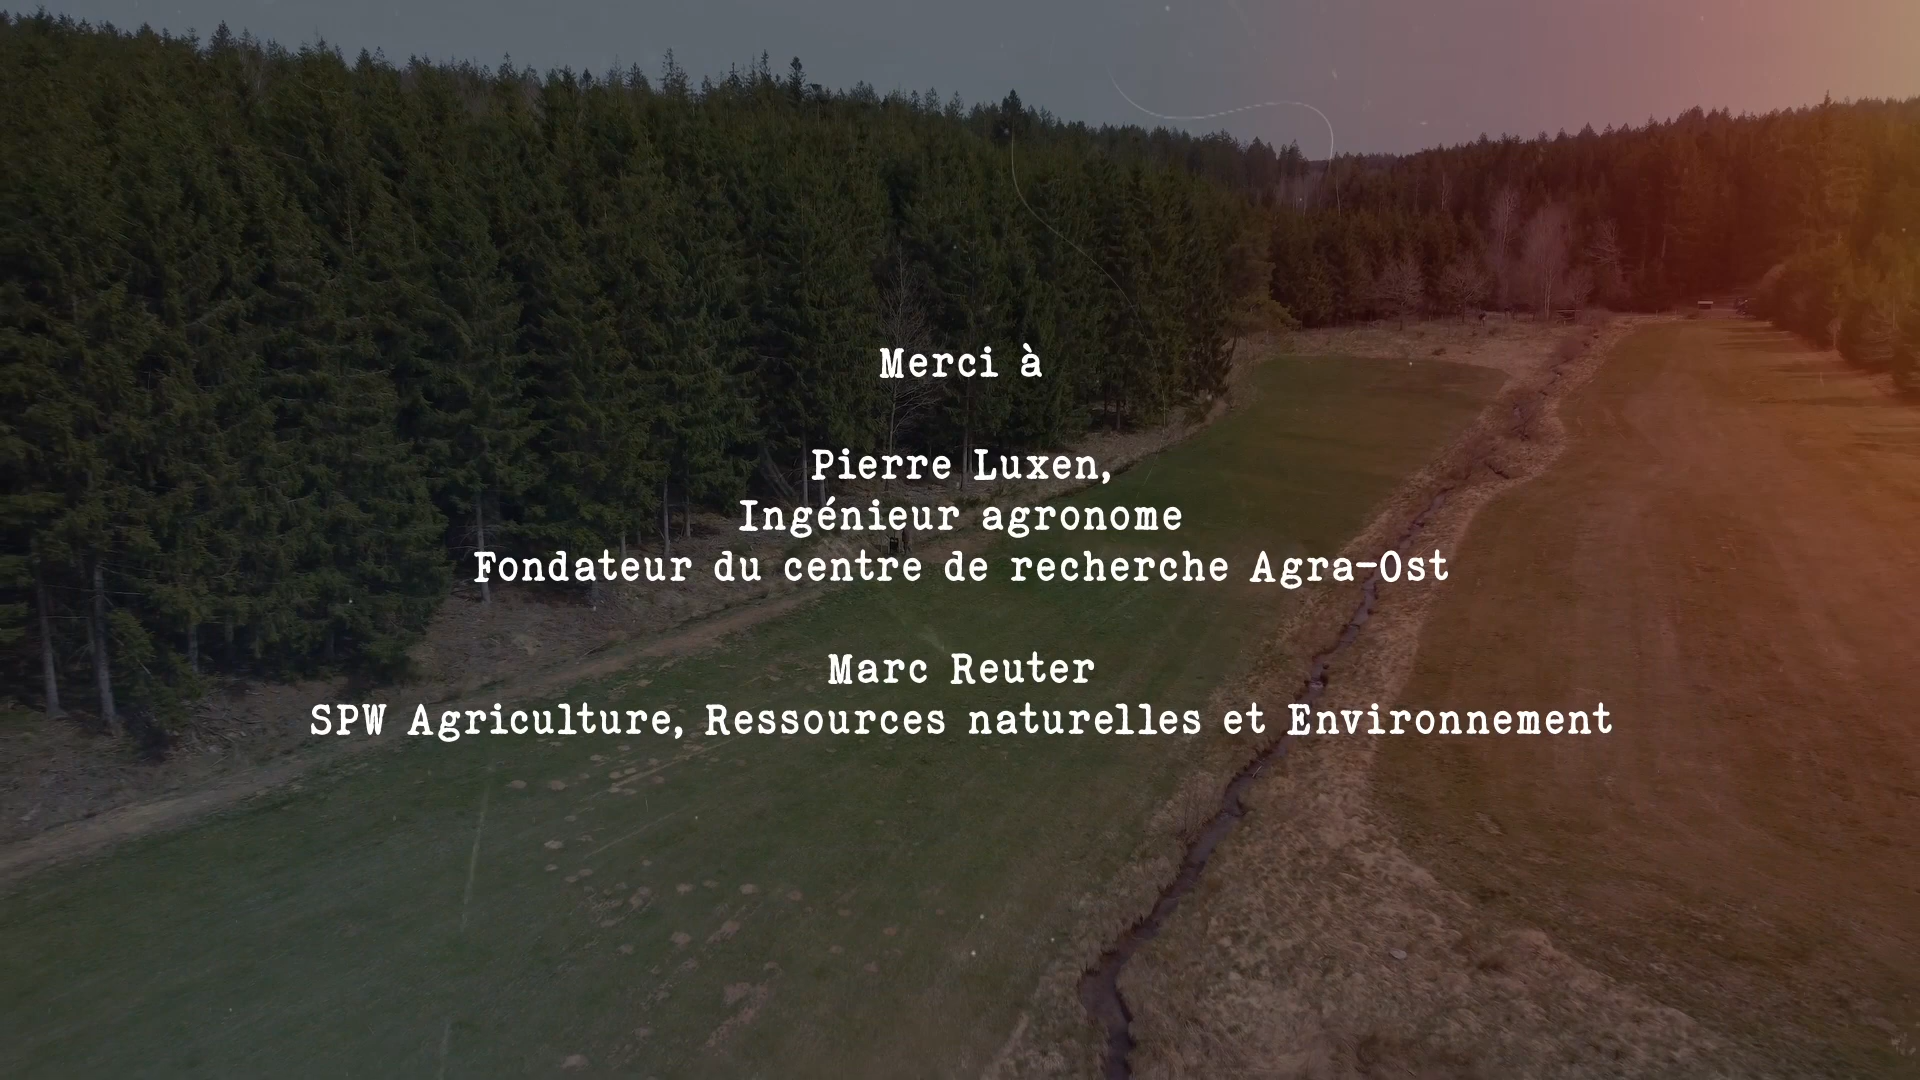 Merci à
Pierre Luxen,
Ingénieur agronome
Fondateur du centre de recherche Agra-Ost
Marc Reuter
SPW Agriculture, Ressources naturelles et Environnement